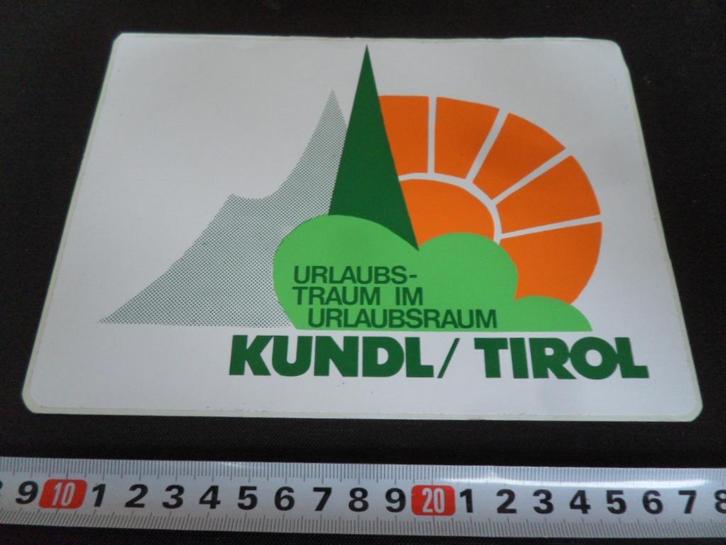 URLAUBS-
TRAUM IM
URLAUBSRAUM
KUNDL/TIROL
9 10 1 2 3 4 5 6 7 8 9 20 1 2 3 4 5 6 7 8